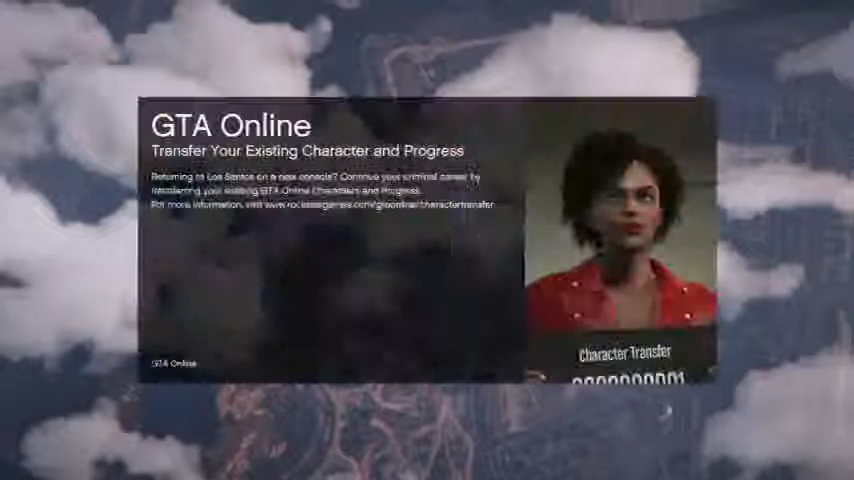 GTA Online
Transfer Your Existing Character and Progress
Returning to Los Santos on a new console? Continue your criminal career by
transferring your existing GTA Online Characters and Progress.
For more information, visit www.rockstargames.com/gtaonline/charactertransfer
GTA Online
Character Transfer
0000000001